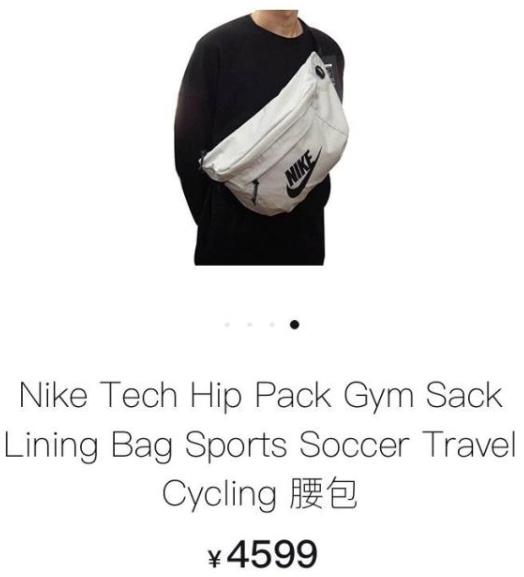 NIKE
Nike Tech Hip Pack Gym Sack
Lining Bag Sports Soccer Travel
Cycling 腰包
¥4599